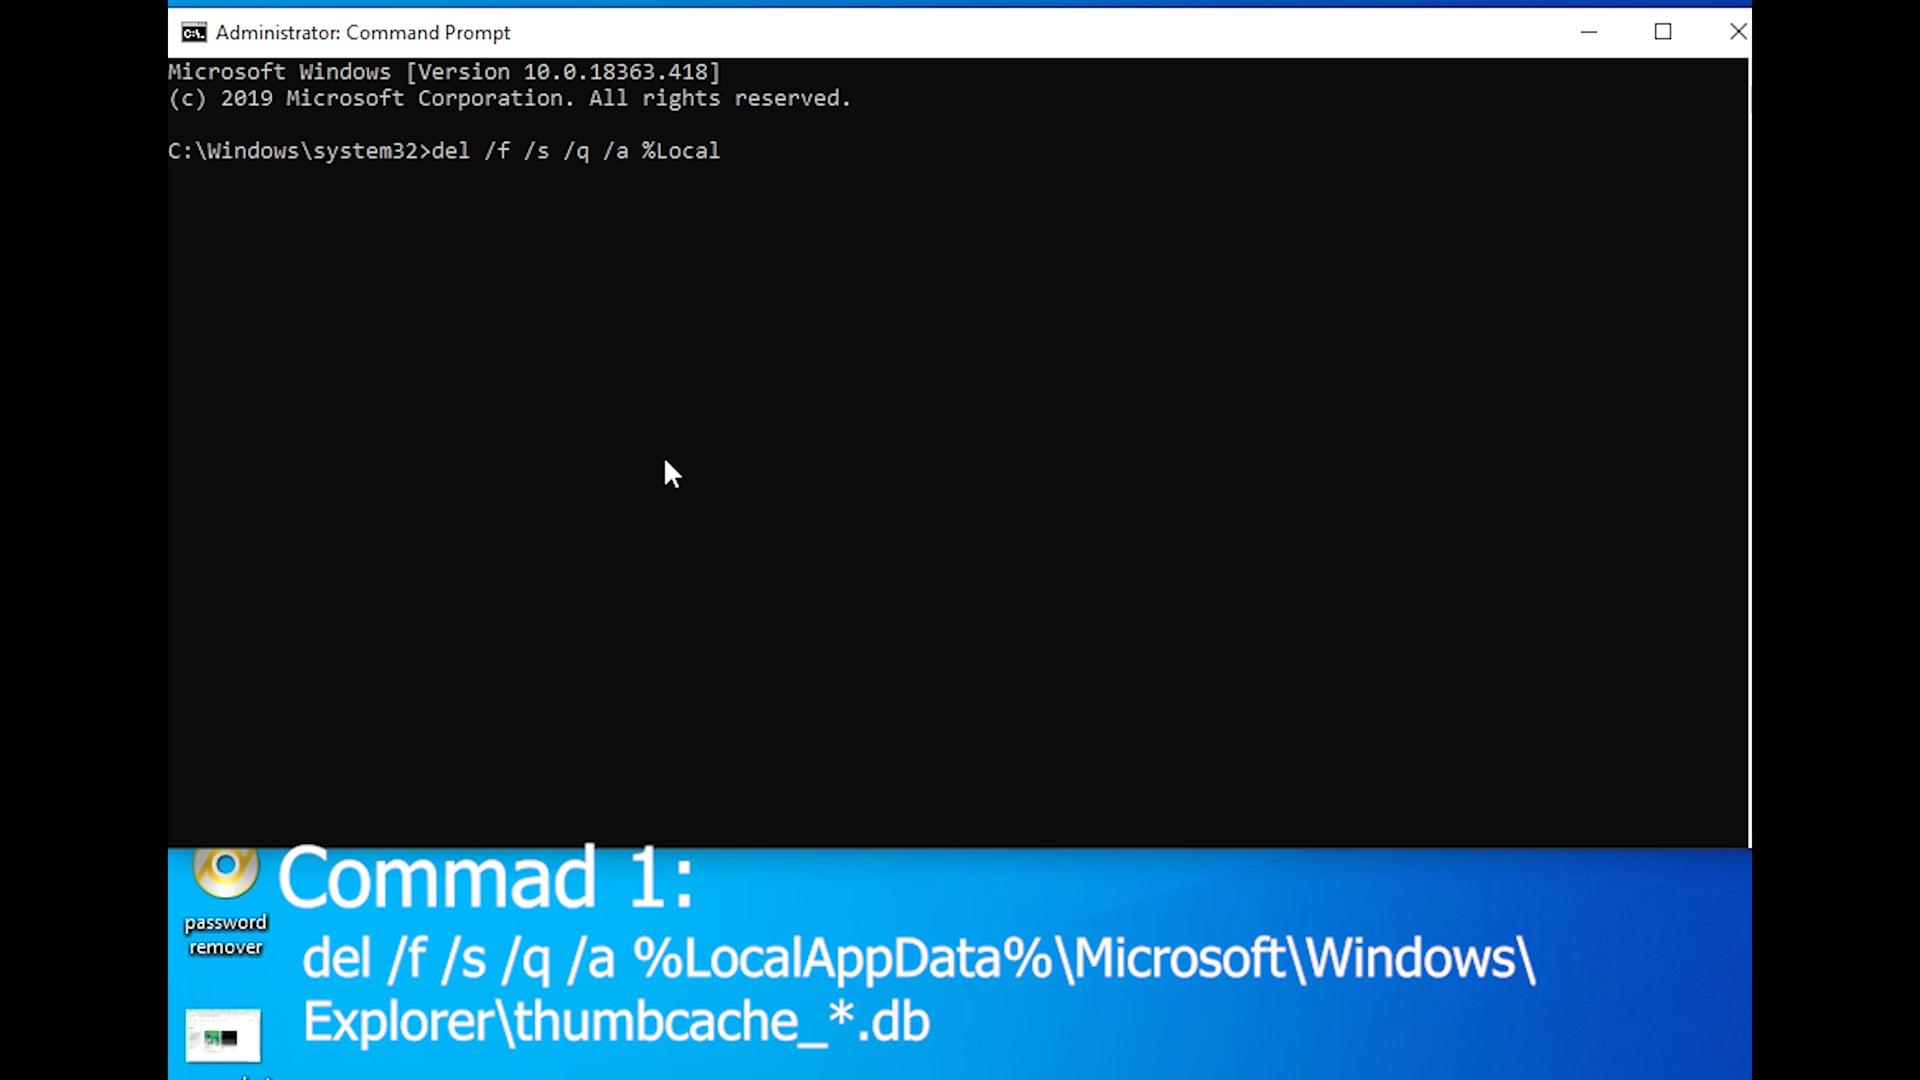 Administrator: Command Prompt
Microsoft Windows [Version 10.0.18363.418]
(c) 2019 Microsoft Corporation. All rights reserved.
C:\Windows\system32>del /f /s /q /a %Local
Commad 1:
password
remover
del /f /s /q /a %LocalAppData%\Microsoft\Windows\
Explorer\thumbcache_*.db